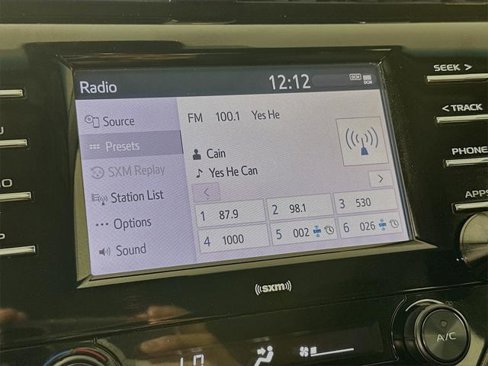 Radio 12:12
SEEK >
< TRACK
PHONE
APPS
Source
Presets
SXM Replay
Station List
Options
Sound
FM 100.1 Yes He
Cain
Yes He Can
1 87.9
2 98.1
3 530
4 1000
5 002
6 026
((sxm))
A/C